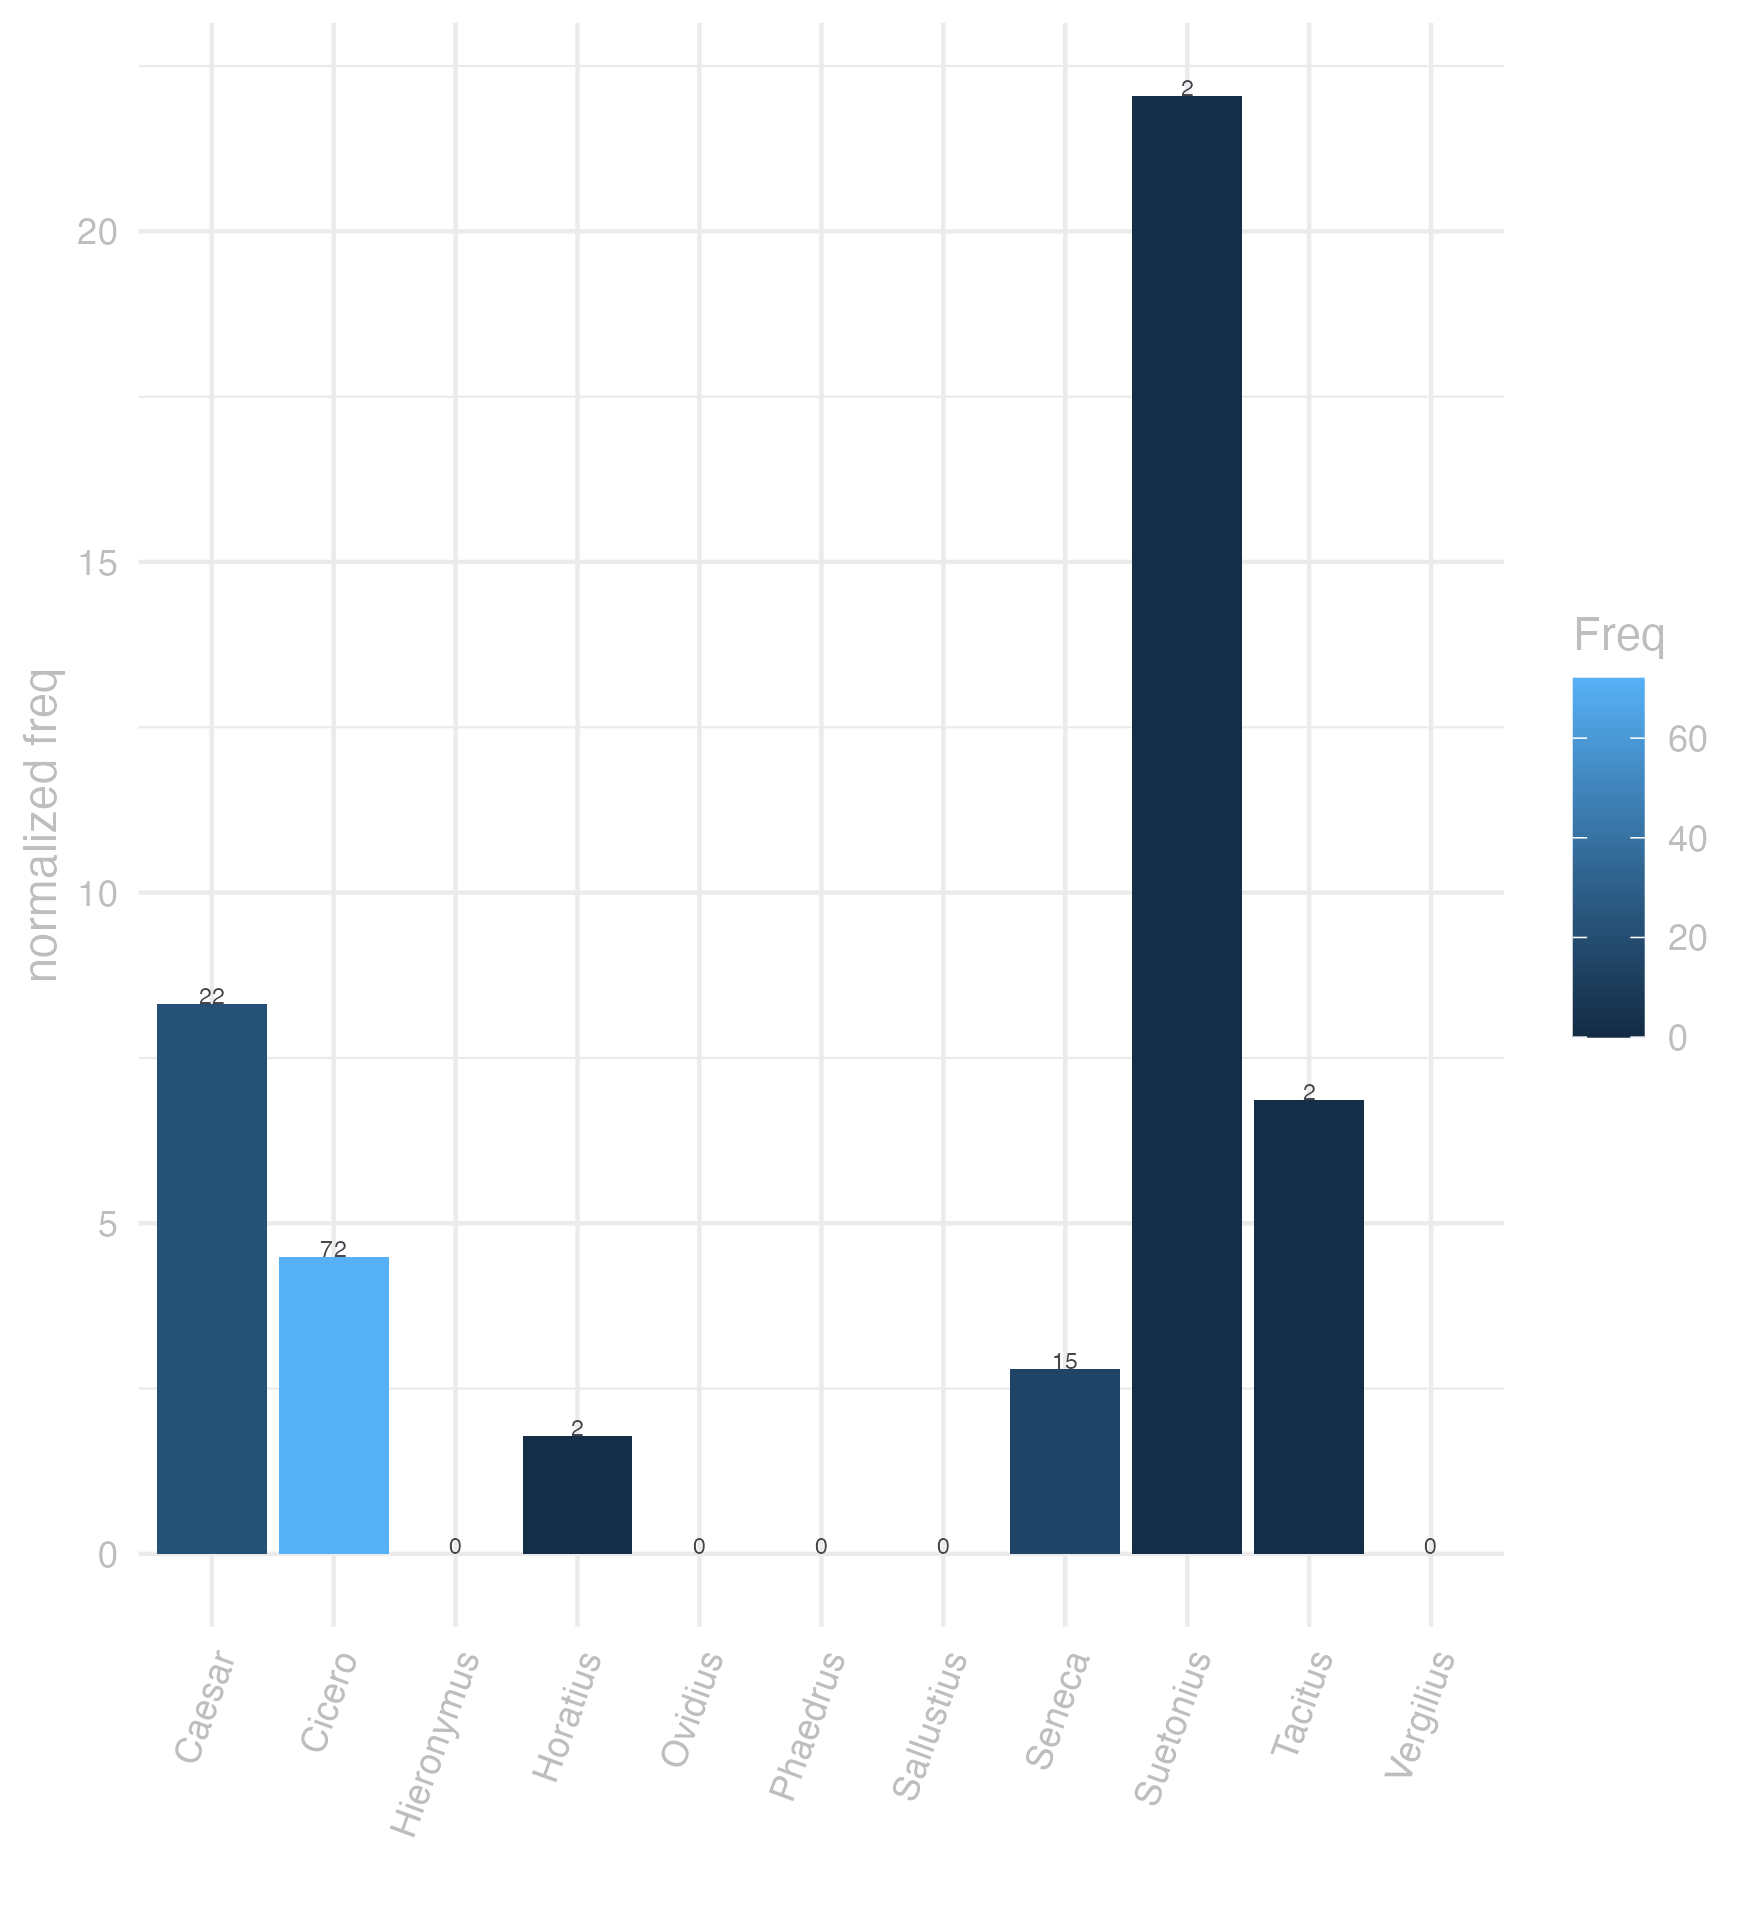 2
20
15
10
5
0
normalized freq
22
72
0
2
0
0
0
15
2
0
Caesar
Cicero
Hieronymus
Horatius
Ovidius
Phaedrus
Sallustius
Seneca
Suetonius
Tacitus
Vergilius
Freq
60
40
20
0